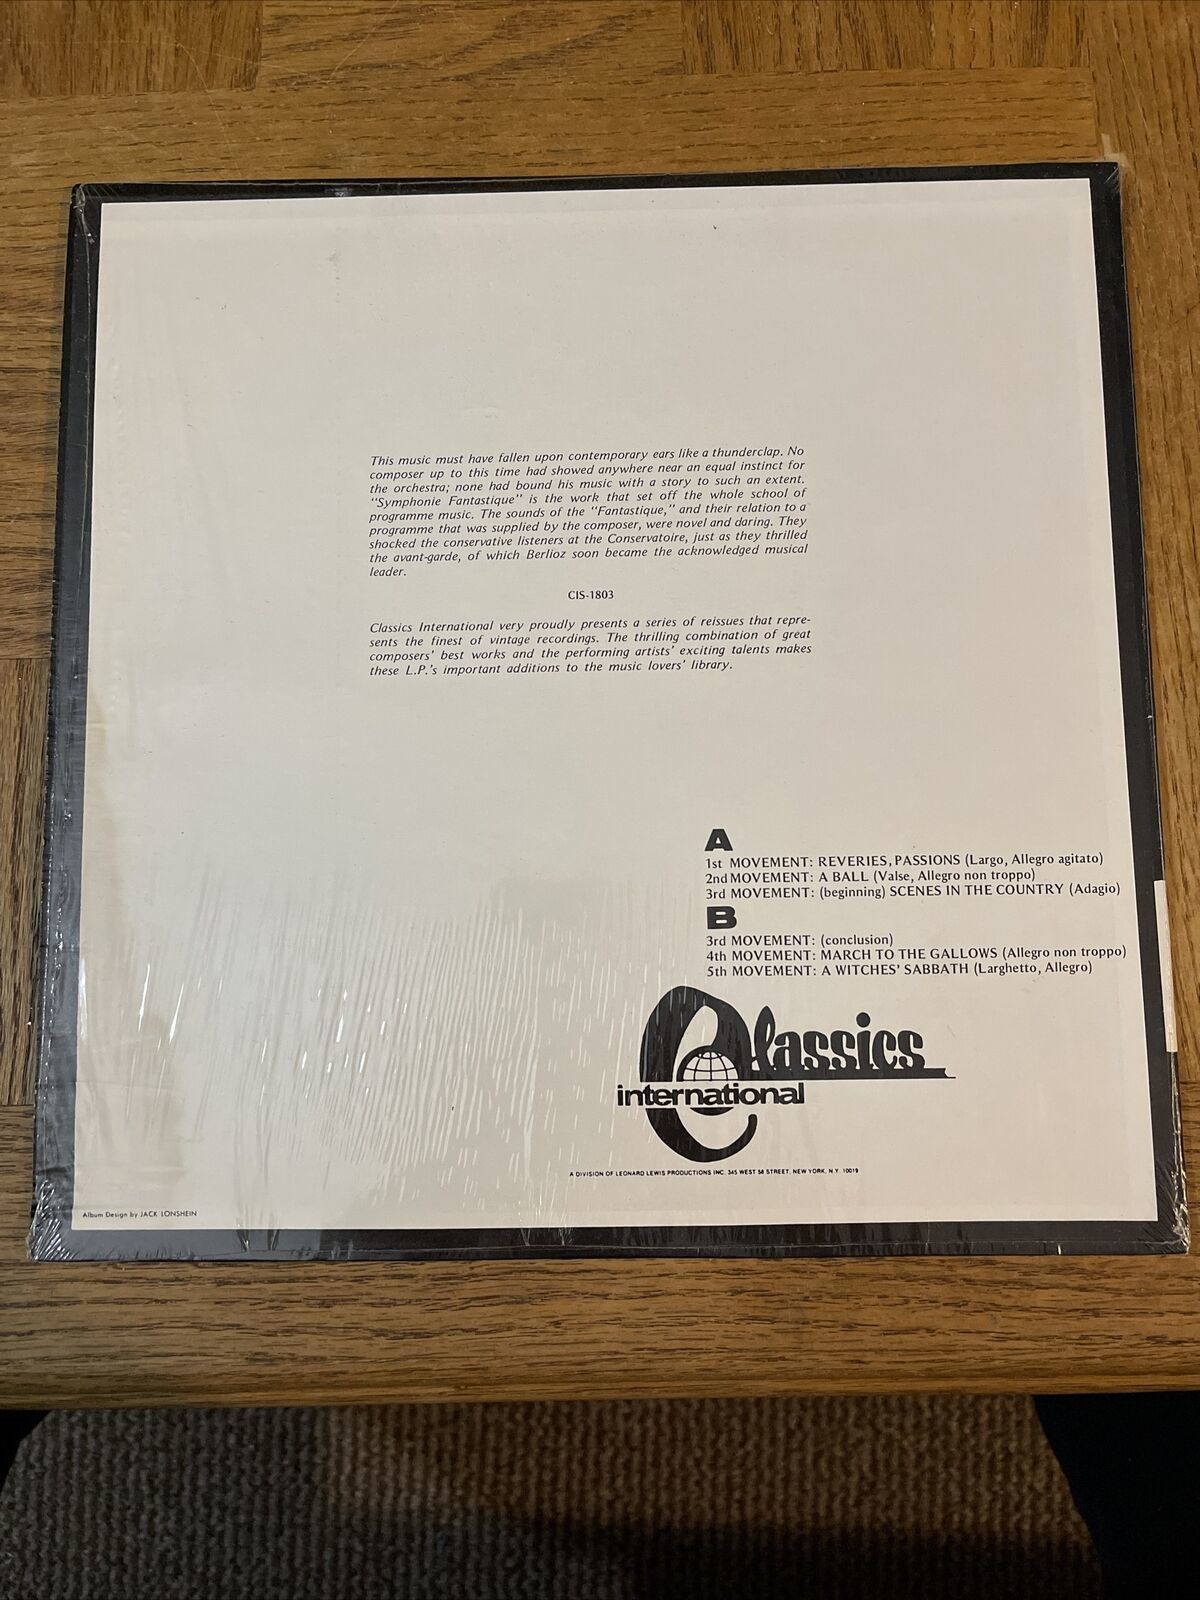 This music must have fallen upon contemporary ears like a thunderclap. No
composer up to this time had showed anywhere near an equal instinct for
the orchestra; none had bound his music with a story to such an extent.
"Symphonie Fantastique" is the work that set off the whole school of
programme music. The sounds of the "Fantastique," and their relation to a
programme that was supplied by the composer, were novel and daring. They
shocked the conservative listeners at the Conservatoire, just as they thrilled
the avant-garde, of which Berlioz soon became the acknowledged musical
leader.
CIS-1803
Classics International very proudly presents a series of reissues that repre-
sents the finest of vintage recordings. The thrilling combination of great
composers' best works and the performing artists' exciting talents makes
these L.P.'s important additions to the music lovers' library.
A
1st MOVEMENT: REVERIES, PASSIONS (Largo, Allegro agitato)
2nd MOVEMENT: A BALL (Valse, Allegro non troppo)
3rd MOVEMENT: (beginning) SCENES IN THE COUNTRY (Adagio)
B
3rd MOVEMENT: (conclusion)
4th MOVEMENT: MARCH TO THE GALLOWS (Allegro non troppo)
5th MOVEMENT: A WITCHES' SABBATH (Larghetto, Allegro)
Classics
international
A DIVISION OF LEONARD LEWIS PRODUCTIONS INC. 345 WEST 58 STREET, NEW YORK, N.Y. 10019
Album Design by JACK LONSHEIN